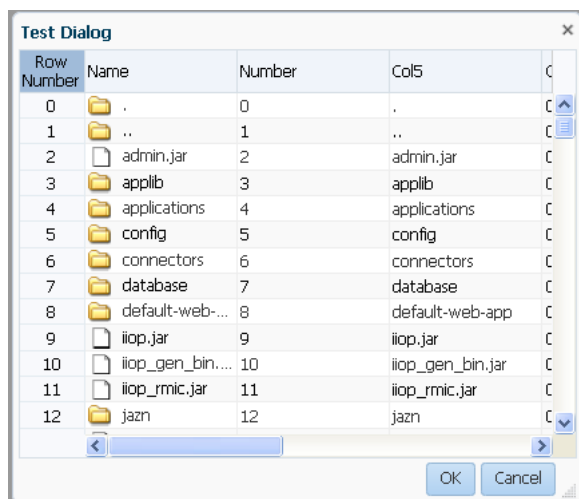 Test Dialog
Row Number Name Number Col5
0 . 0 .
1 .. 1 ..
2 admin.jar 2 admin.jar
3 applib 3 applib
4 applications 4 applications
5 config 5 config
6 connectors 6 connectors
7 database 7 database
8 default-web-... 8 default-web-app
9 iiop.jar 9 iiop.jar
10 iiop_gen_bin.... 10 iiop_gen_bin.jar
11 iiop_rmic.jar 11 iiop_rmic.jar
12 jazn 12 jazn
OK Cancel